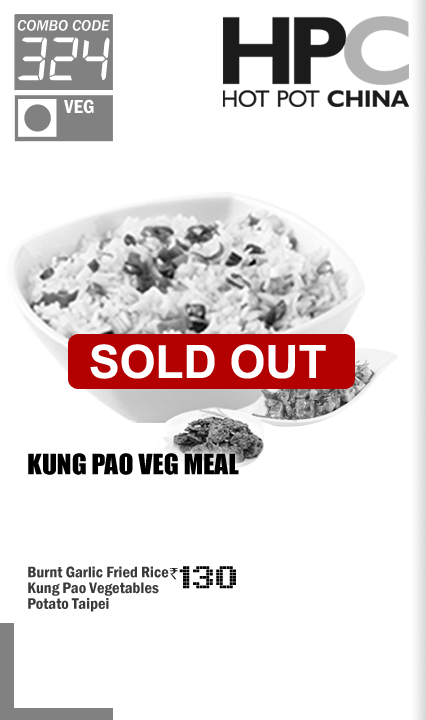 COMBO CODE
324
VEG
HPC
HOT POT CHINA
SOLD OUT
KUNG PAO VEG MEAL
Burnt Garlic Fried Rice ₹130
Kung Pao Vegetables
Potato Taipei